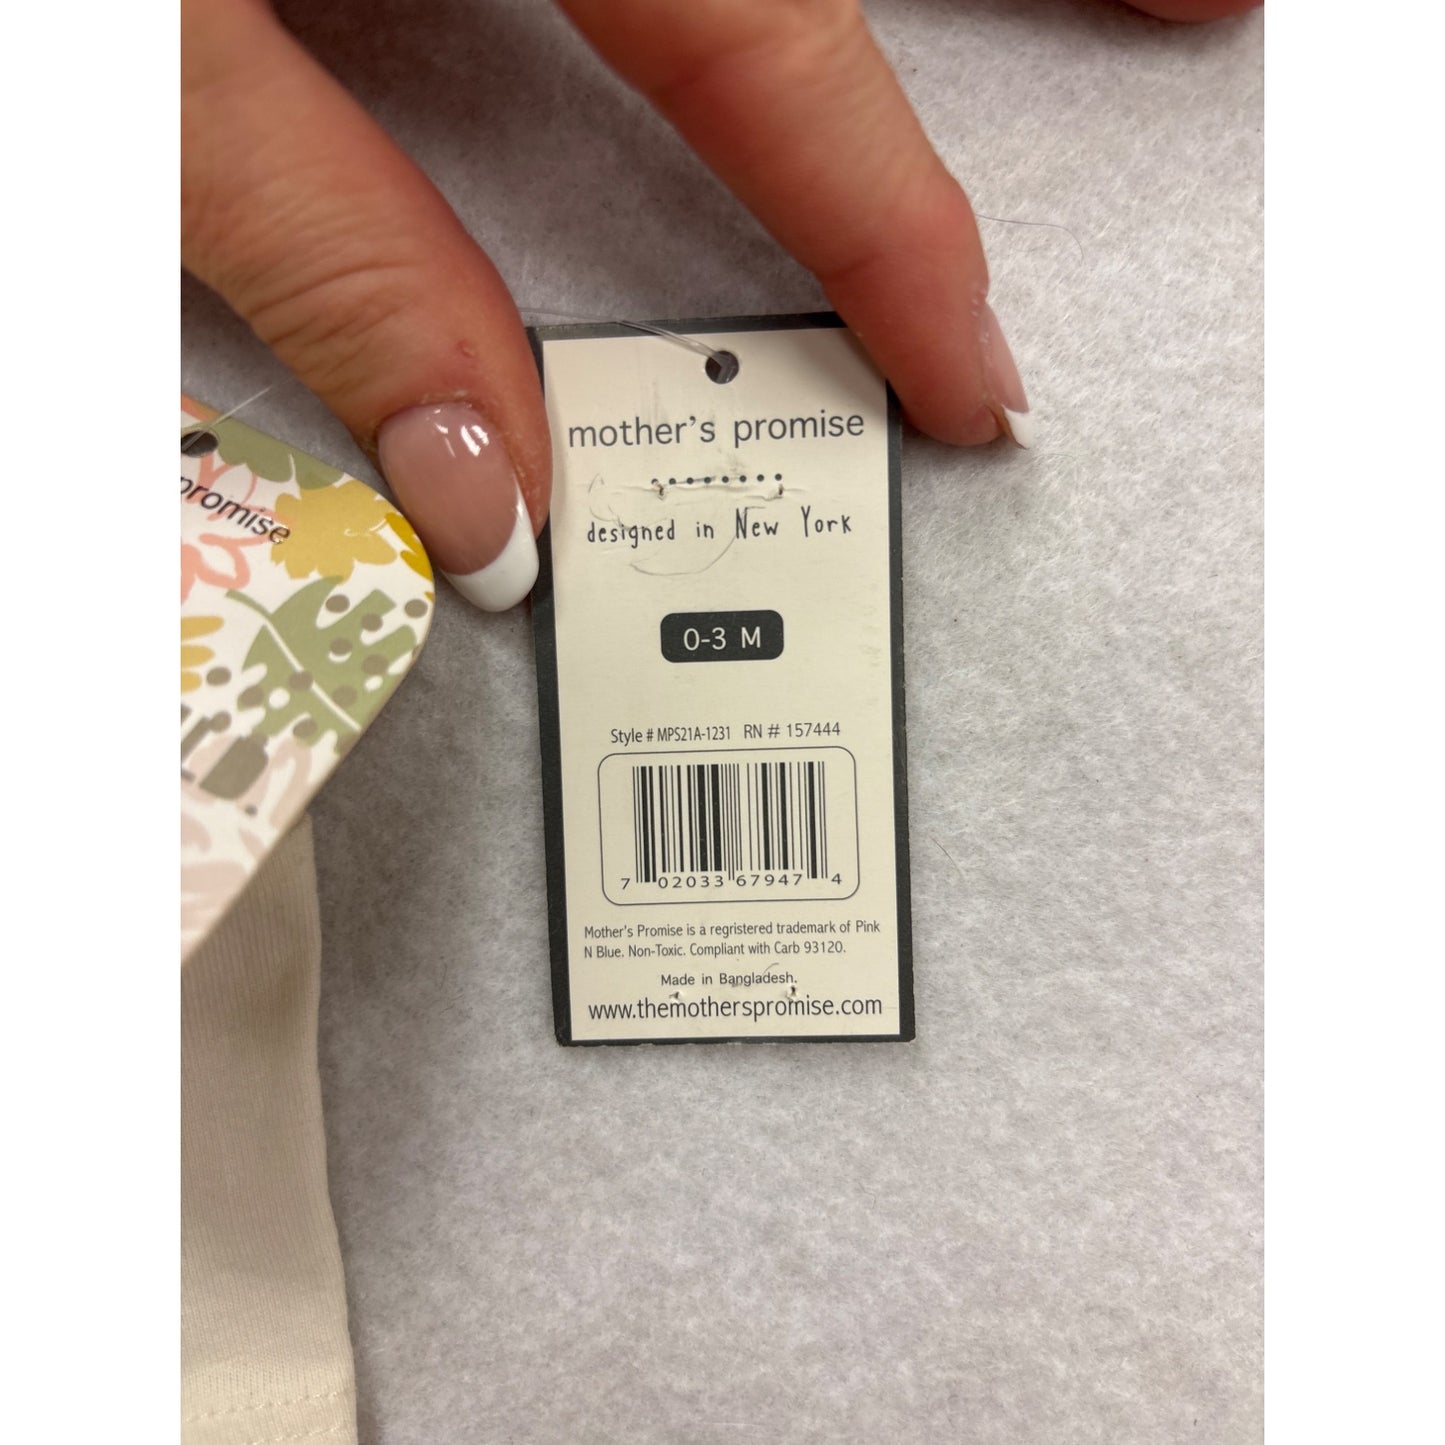 promise
mother's promise
designed in New York
0-3 M
Style # MPS21A-1231 RN # 157444
7 02033 67947 4
Mother's Promise is a regristered trademark of Pink
N Blue. Non-Toxic. Compliant with Carb 93120.
Made in Bangladesh.
www.themotherspromise.com